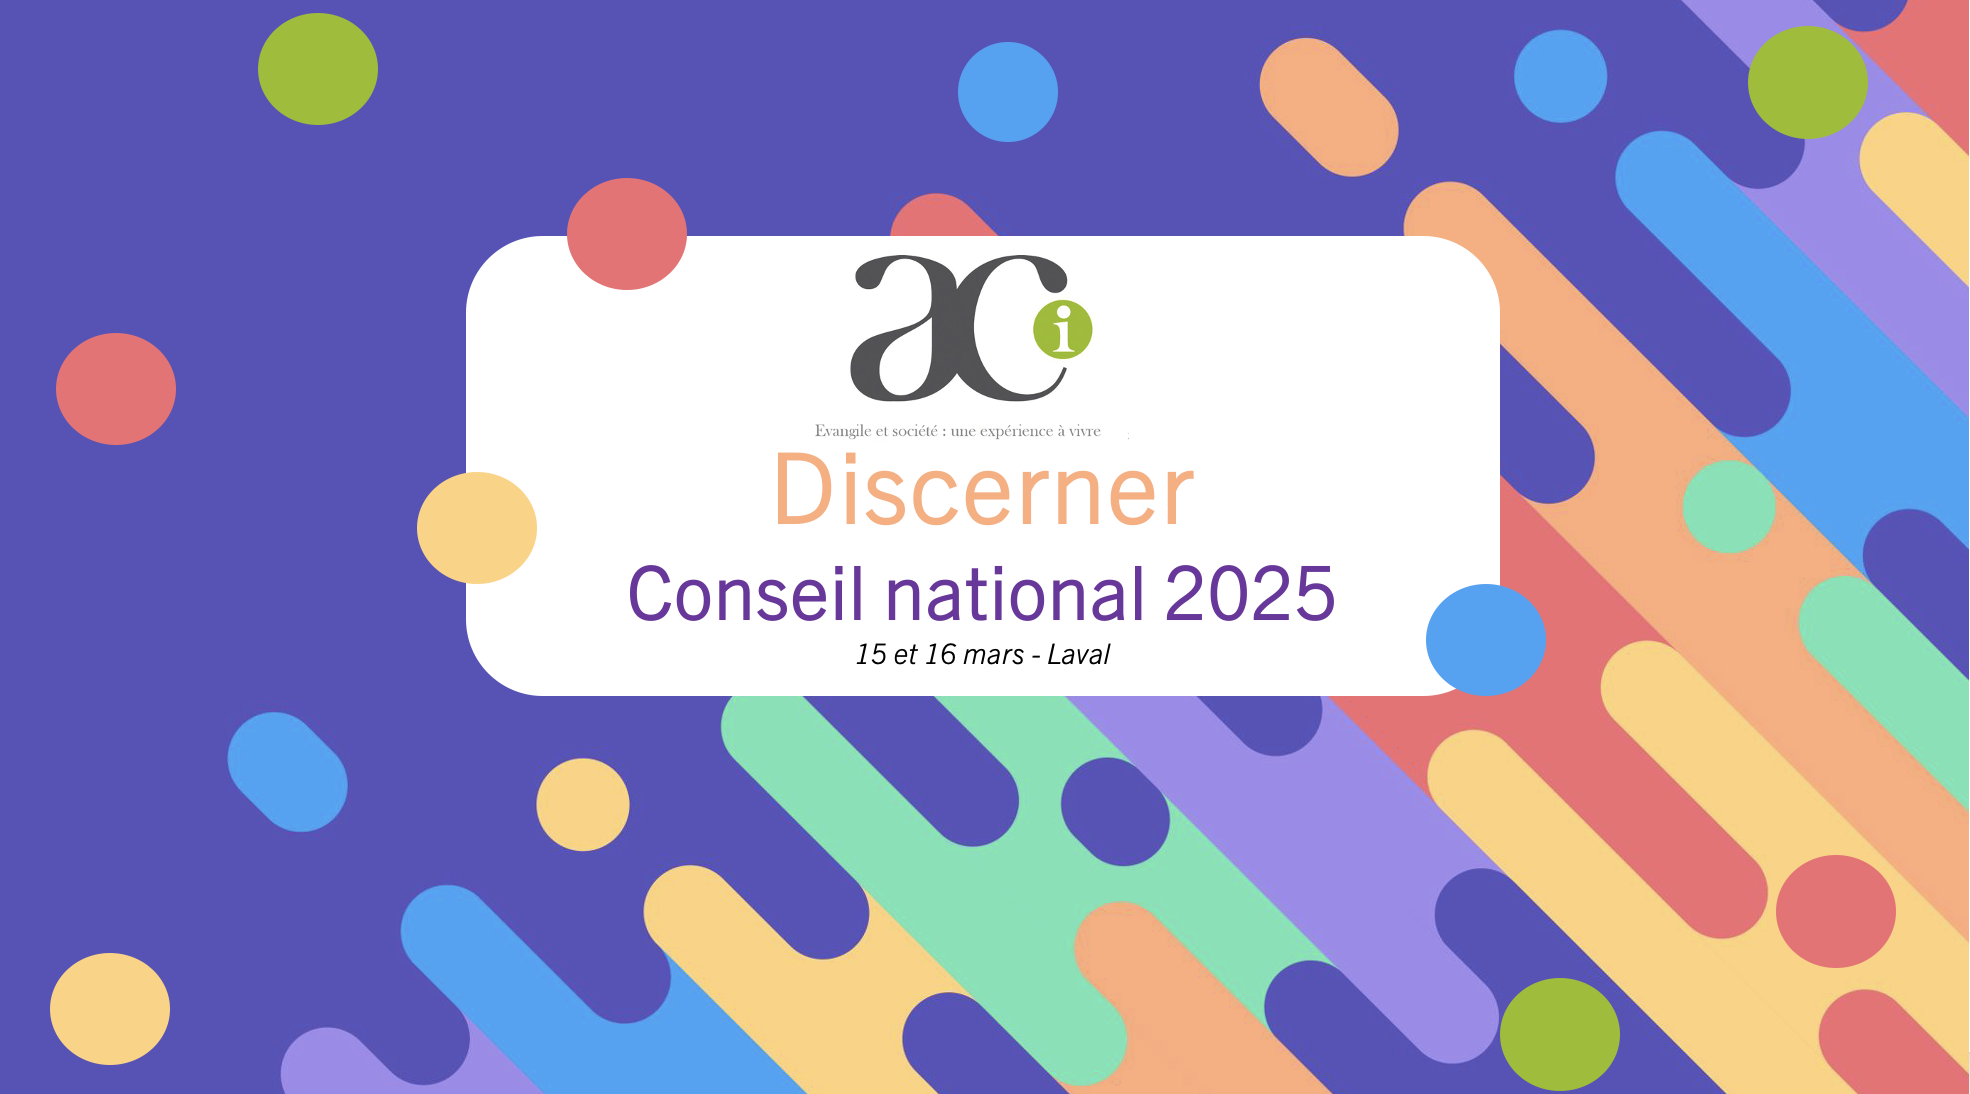 aci
Evangile et société : une expérience à vivre
Discerner
Conseil national 2025
15 et 16 mars - Laval